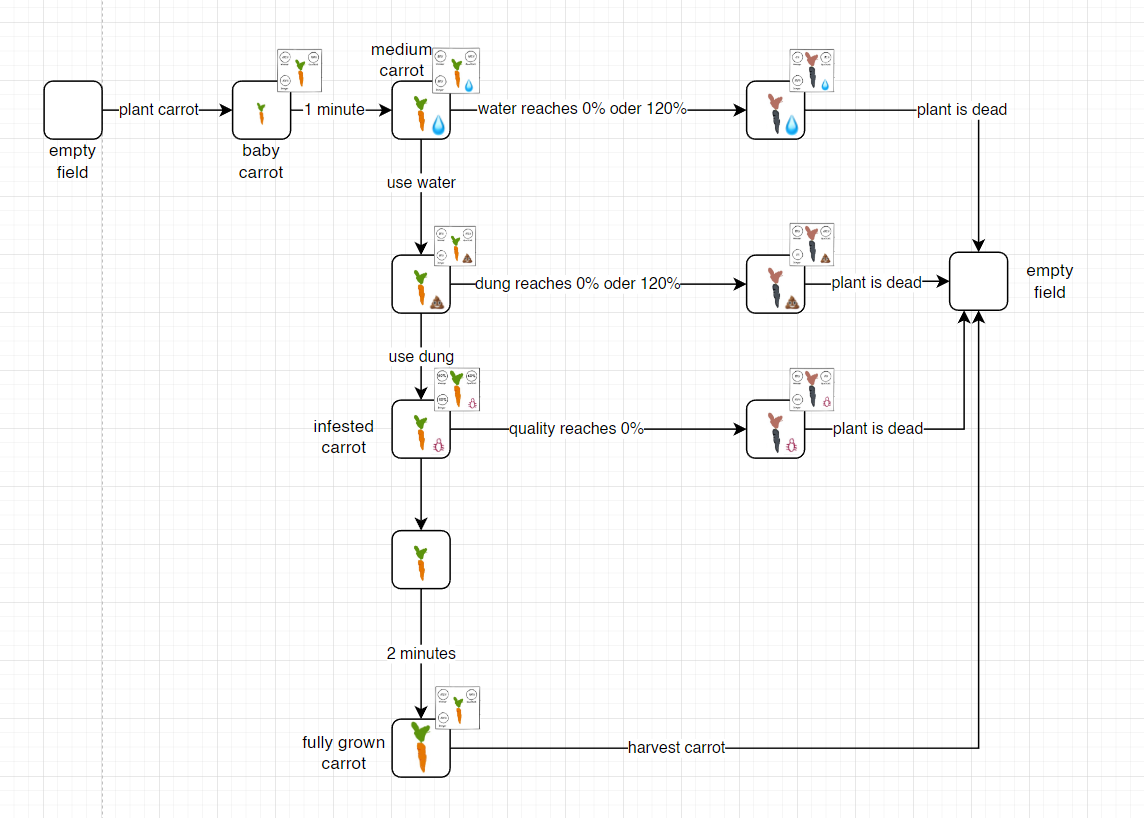 medium
carrot
plant carrot
1 minute
water reaches 0% oder 120%
plant is dead
empty
field
baby
carrot
use water
dung reaches 0% oder 120%
plant is dead
empty
field
use dung
infested
carrot
quality reaches 0%
plant is dead
2 minutes
fully grown
carrot
harvest carrot